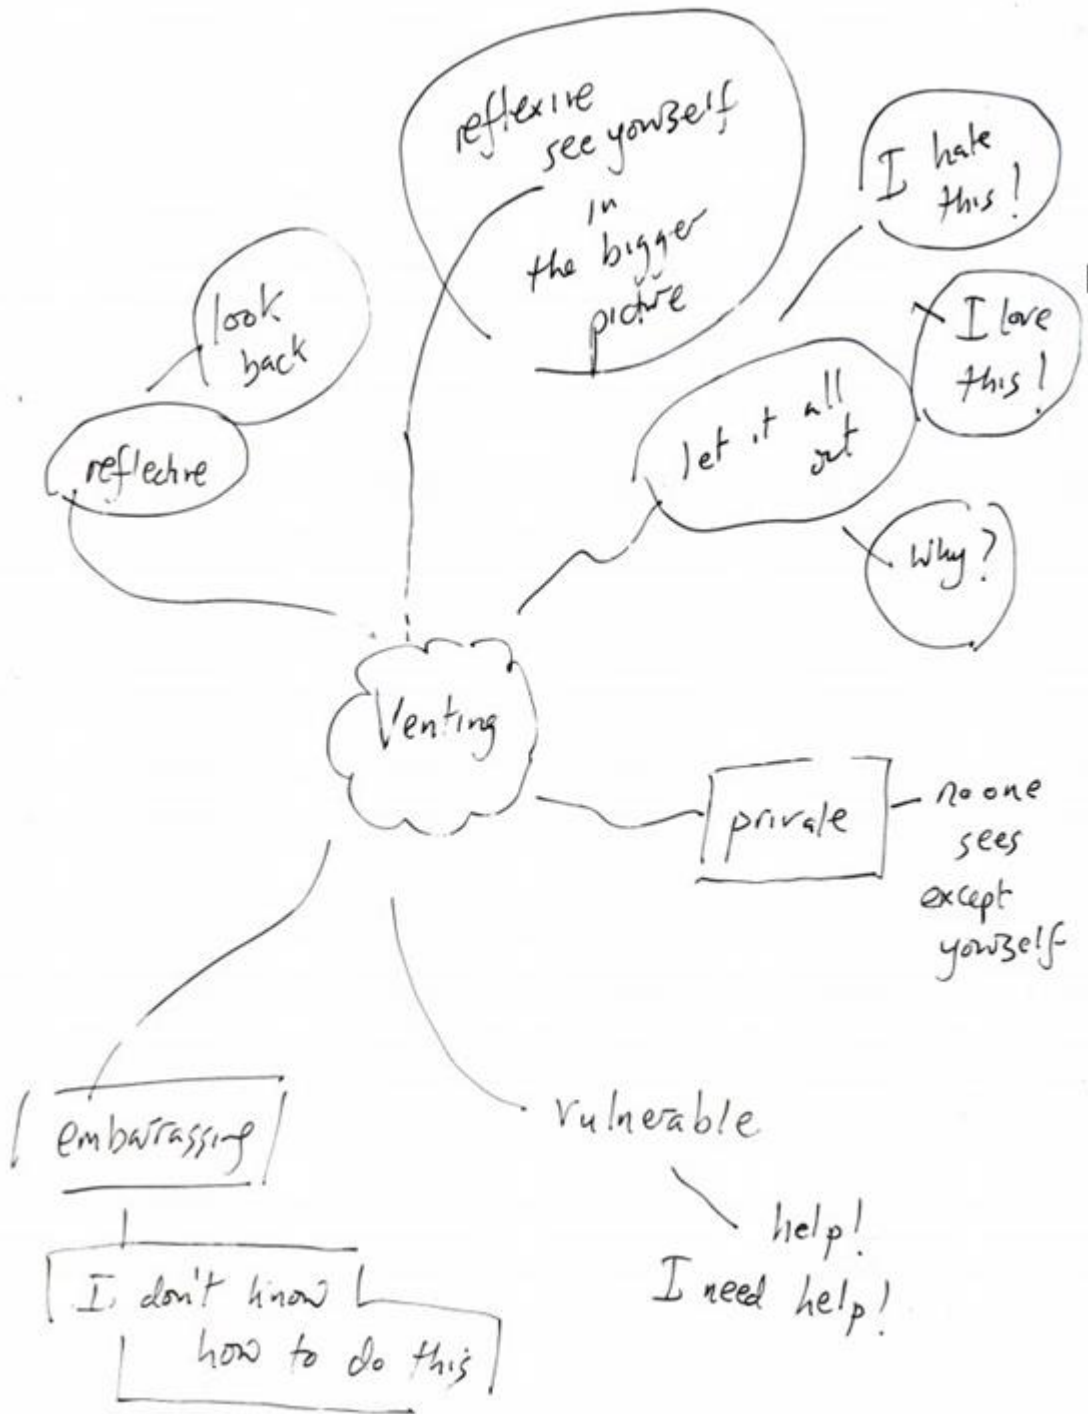 reflexive
see yourself
in
the bigger
picture
I hate
this!
look
back
I love
this!
reflective
let it all
out
Why?
Venting
private
no one
sees
except
yourself
embarassing
vulnerable
I don't know
how to do this
help!
I need help!